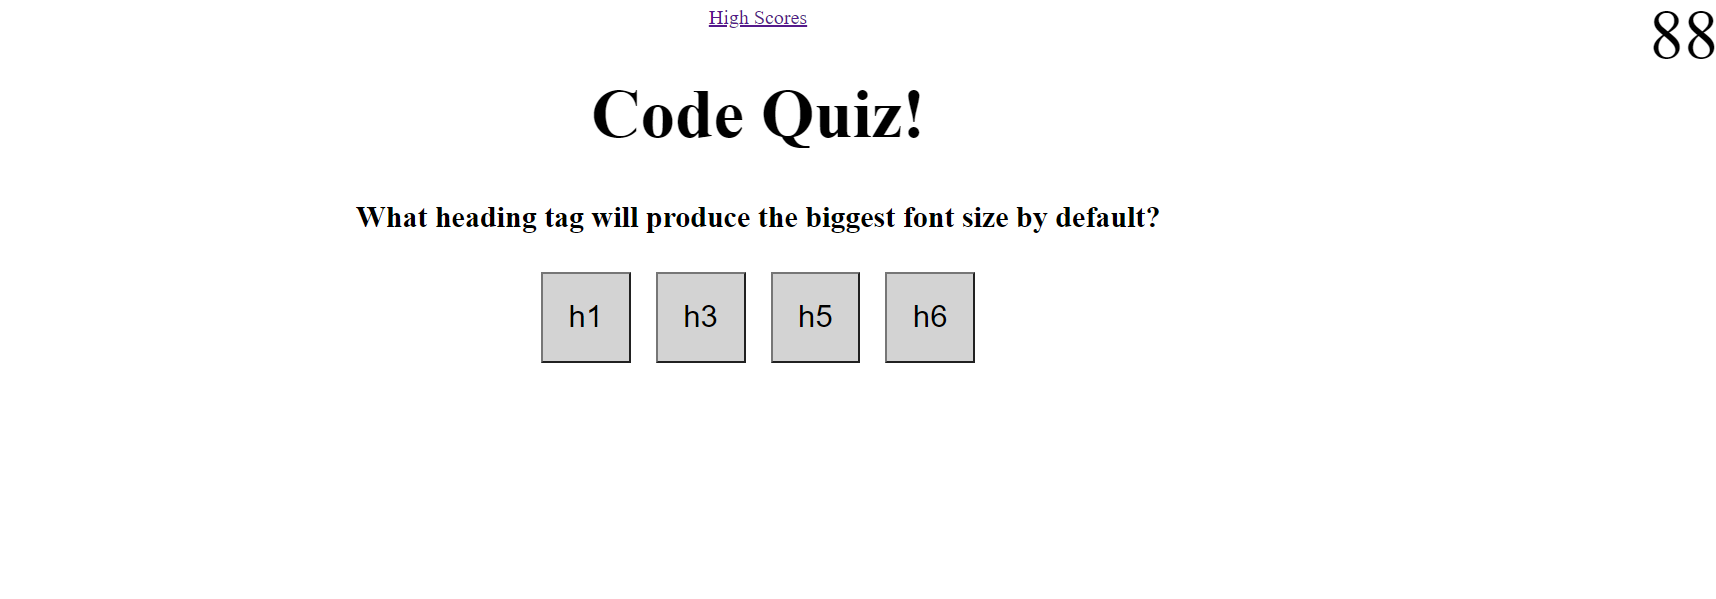 High Scores
88
Code Quiz!
What heading tag will produce the biggest font size by default?
h1 h3 h5 h6